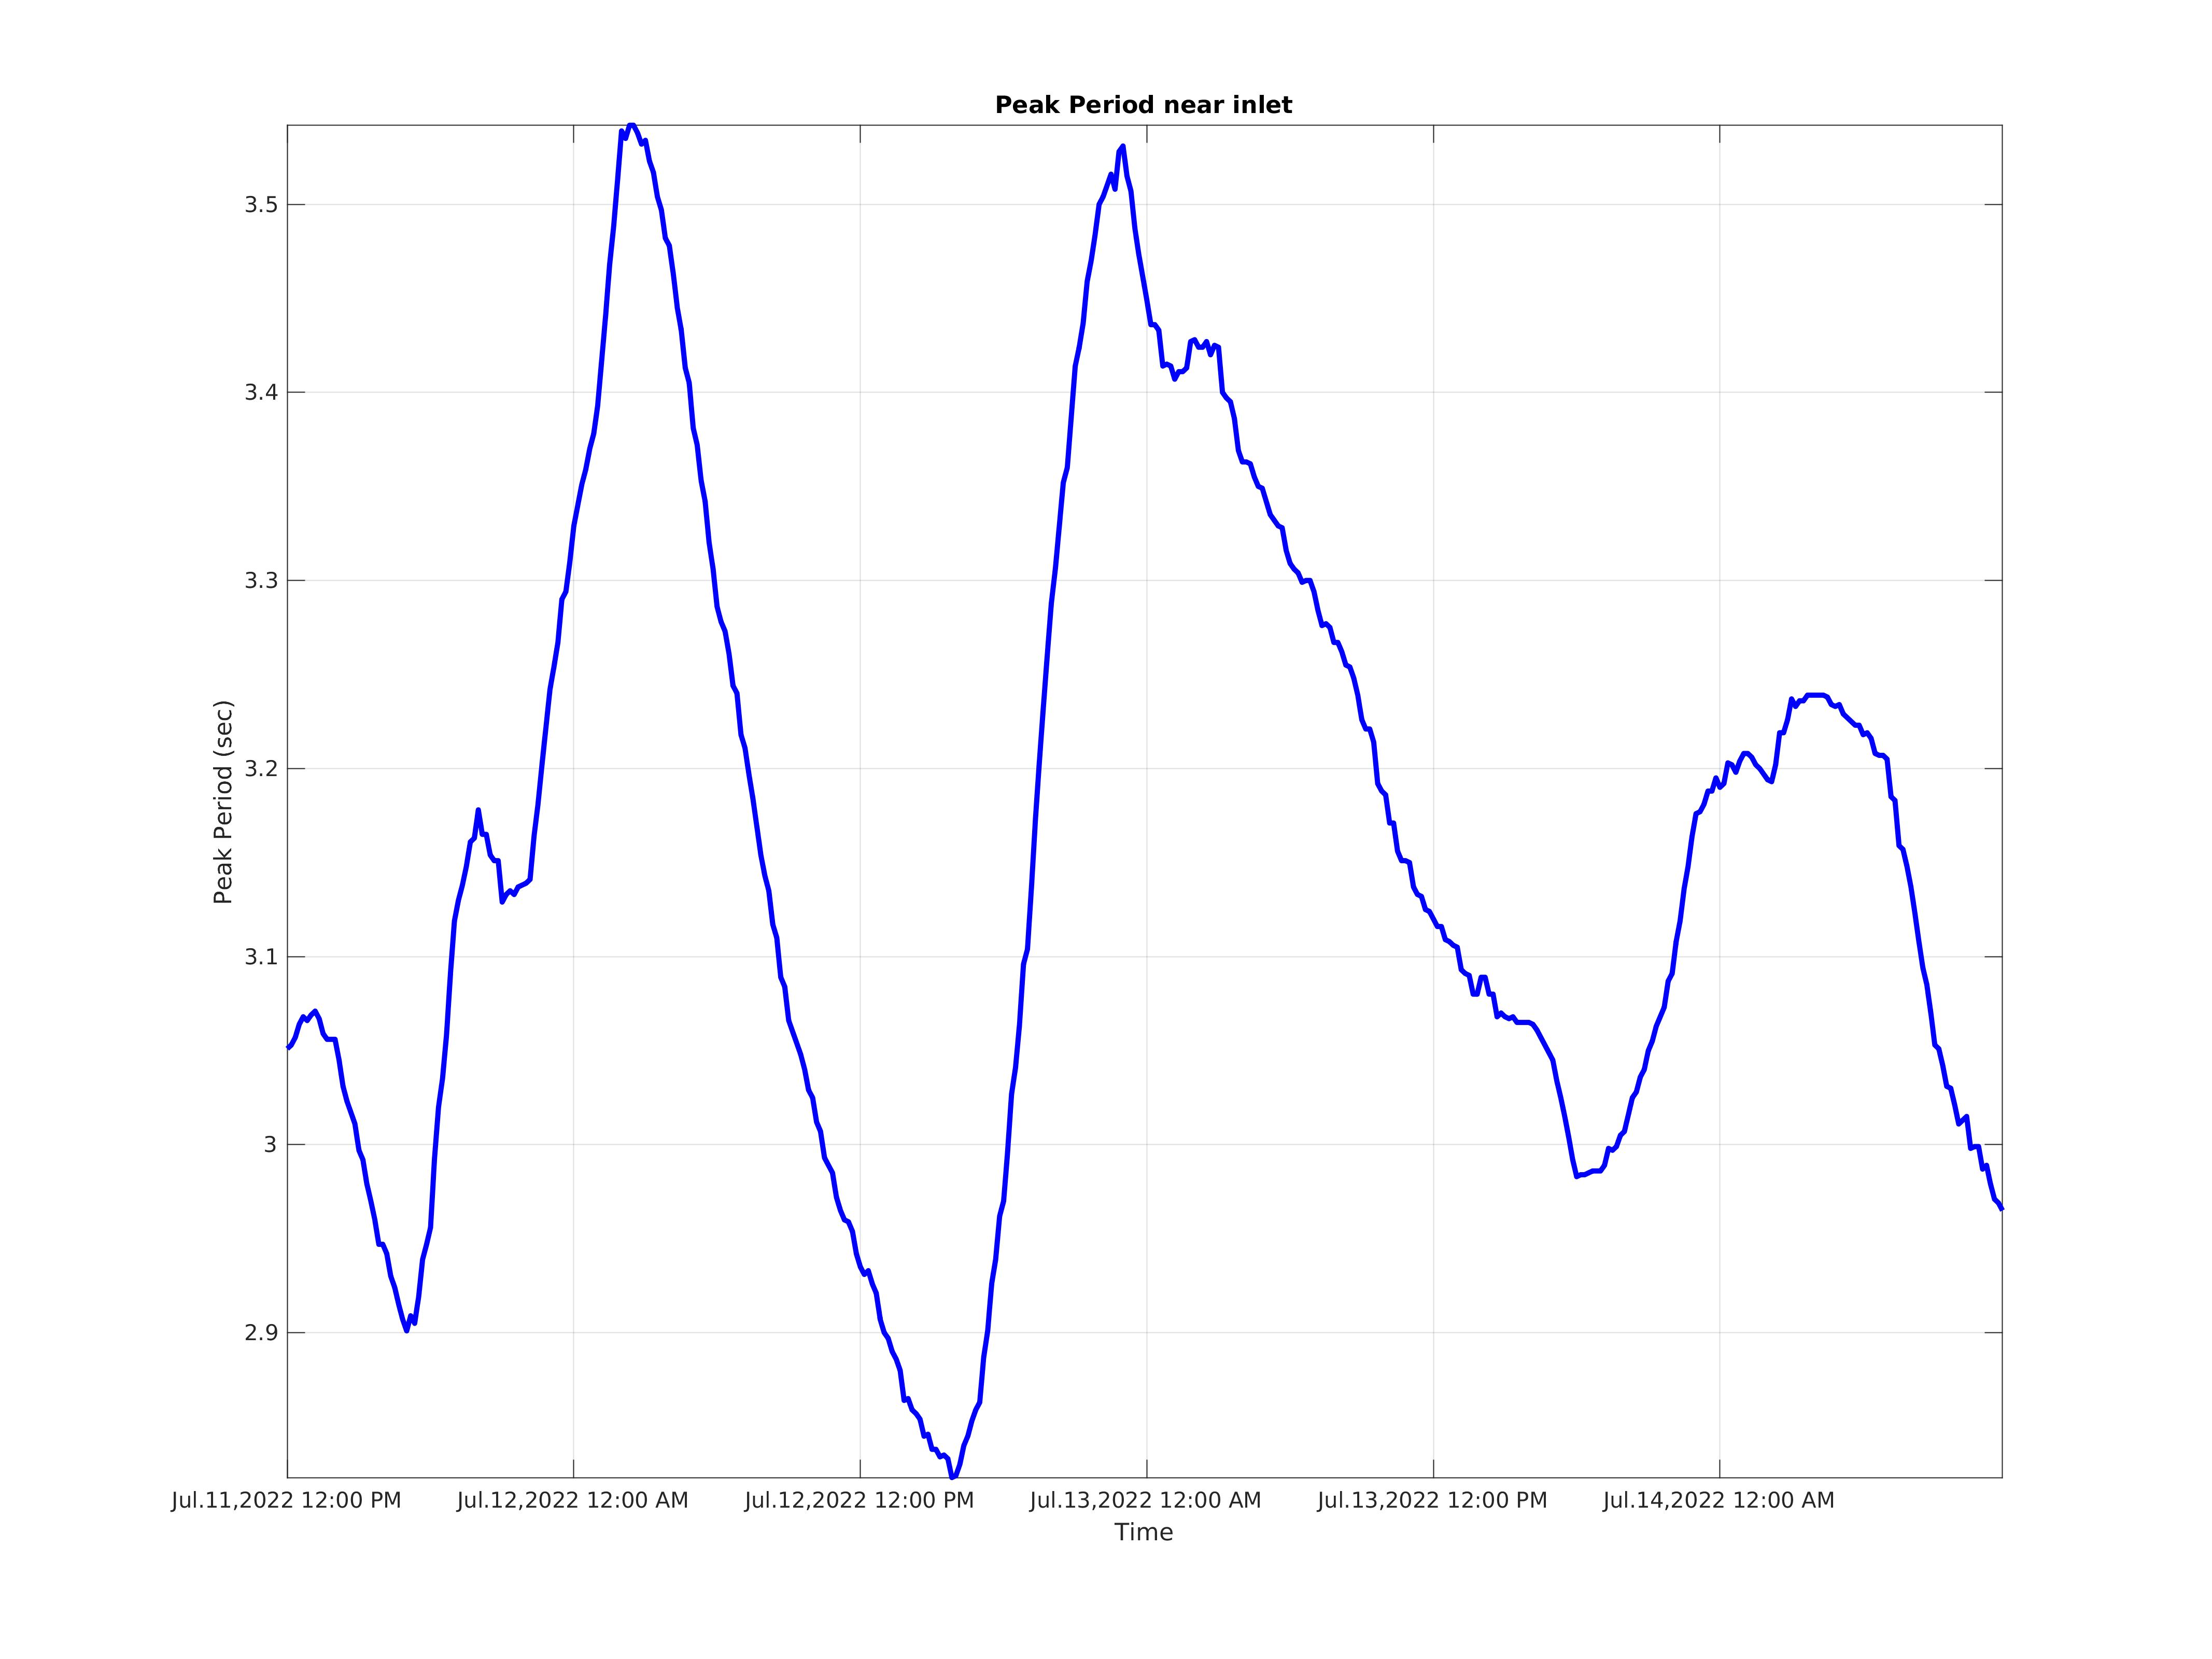 Peak Period near inlet
3.5
3.4
3.3
3.2
3.1
3
2.9
Peak Period (sec)
Jul.11,2022 12:00 PM
Jul.12,2022 12:00 AM
Jul.12,2022 12:00 PM
Jul.13,2022 12:00 AM
Jul.13,2022 12:00 PM
Jul.14,2022 12:00 AM
Time